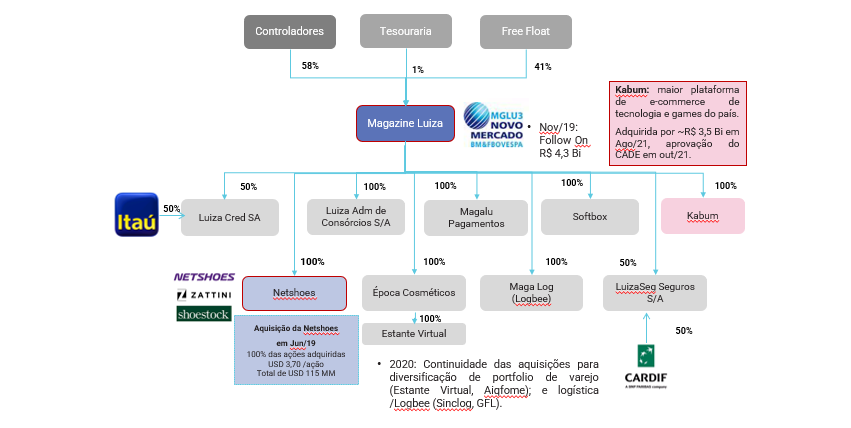 Controladores
Tesouraria
Free Float
58%
1%
41%
Magazine Luiza
MGLU3
NOVO
MERCADO
BM&FBOVESPA
• Nov/19:
Follow On
R$ 4,3 Bi
Kabum: maior plataforma
de e-commerce de
tecnologia e games do país.
Adquirida por ~R$ 3,5 Bi em
Ago/21, aprovação do
CADE em out/21.
50%
100%
100%
100%
100%
Itaú
50%
Luiza Cred SA
Luiza Adm de
Consórcios S/A
Magalu
Pagamentos
Softbox
Kabum
100%
100%
100%
50%
NETSHOES
ZATTINI
shoestock
Netshoes
Época Cosméticos
Maga Log
(Logbee)
LuizaSeg Seguros
S/A
100%
Estante Virtual
Aquisição da Netshoes
em Jun/19
100% das ações adquiridas
USD 3,70 /ação
Total de USD 115 MM
50%
CARDIF
A BNP PARIBAS company
• 2020: Continuidade das aquisições para
diversificação de portfolio de varejo
(Estante Virtual, Aiqfome); e logística
/Logbee (Sinclog, GFL).